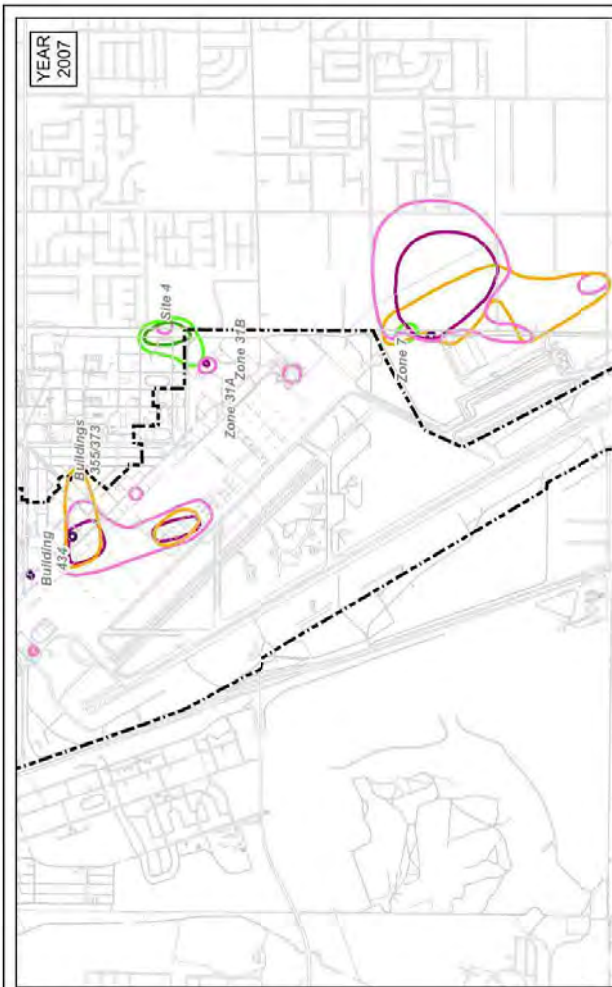 YEAR
2007
Site 4
Zone 31B
Zone 31A
Buildings
355/373
Building
434
Zone 7